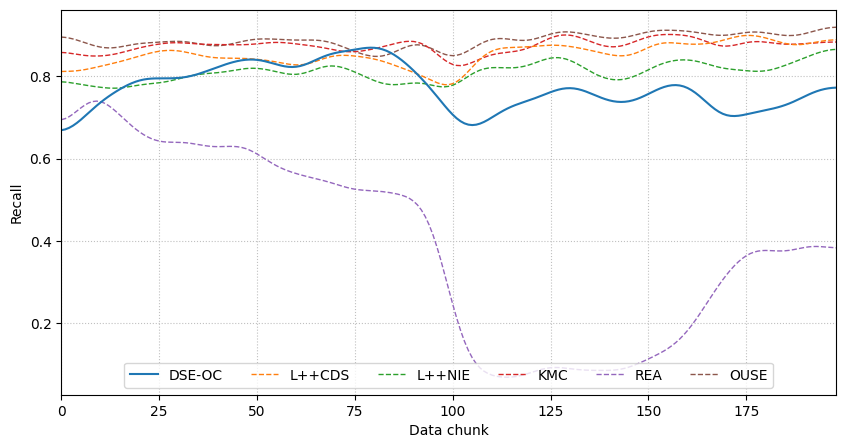 Recall
0.8
0.6
0.4
0.2
DSE-OC L++CDS L++NIE KMC REA OUSE
0 25 50 75 100 125 150 175
Data chunk